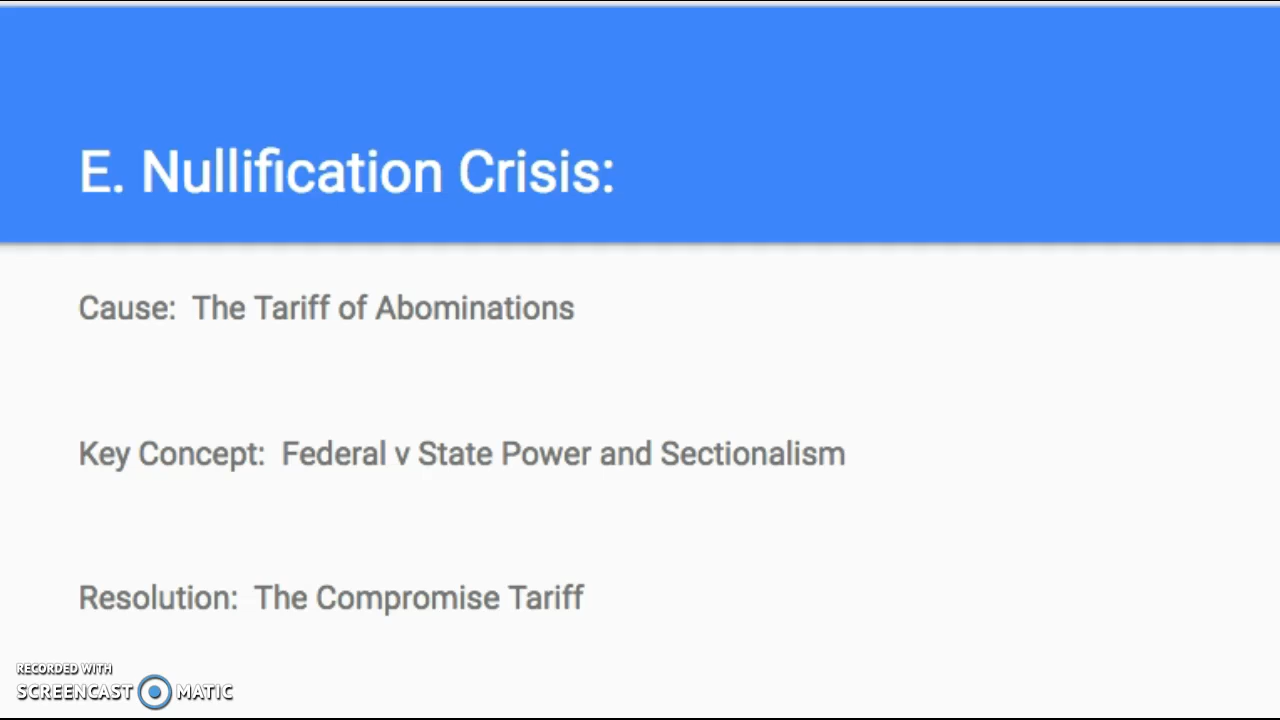 E. Nullification Crisis:
Cause: The Tariff of Abominations
Key Concept: Federal v State Power and Sectionalism
Resolution: The Compromise Tariff
RECORDED WITH
SCREENCAST MATIC